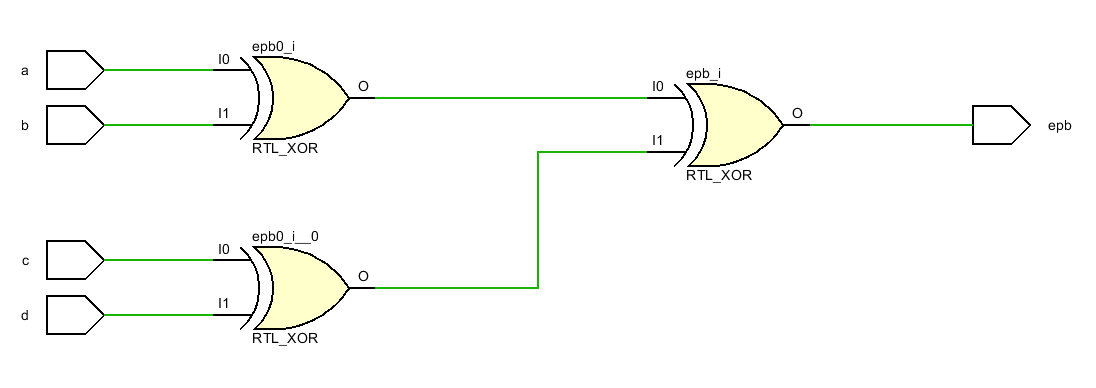 epb0_i
a
I0
O
b
I1
RTL_XOR
epb_i
I0
I1
O
epb
RTL_XOR
epb0_i__0
c
I0
O
d
I1
RTL_XOR